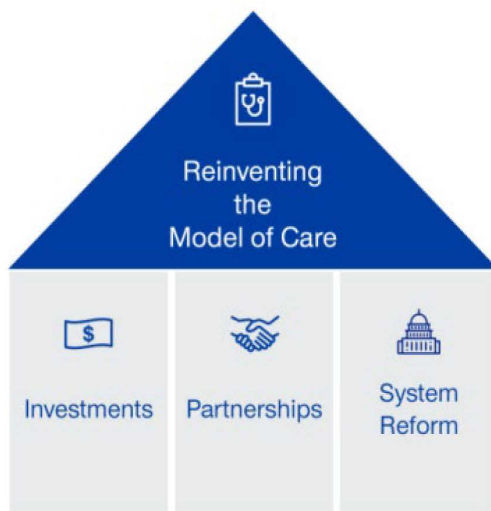 Reinventing
the
Model of Care
$
Investments
Partnerships
System
Reform